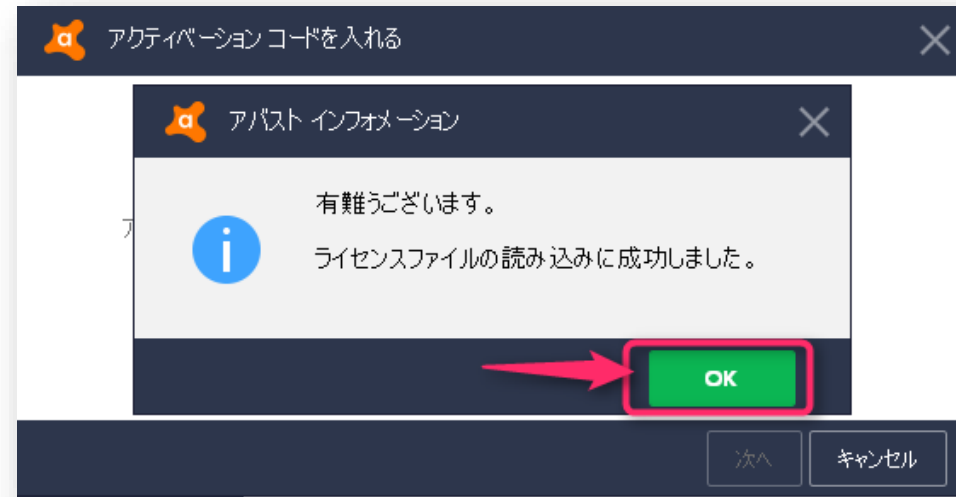 アクティベーション コードを入れる
アバスト インフォメーション
有難うございます。
ア
ライセンスファイルの読み込みに成功しました。
OK
次へ
キャンセル